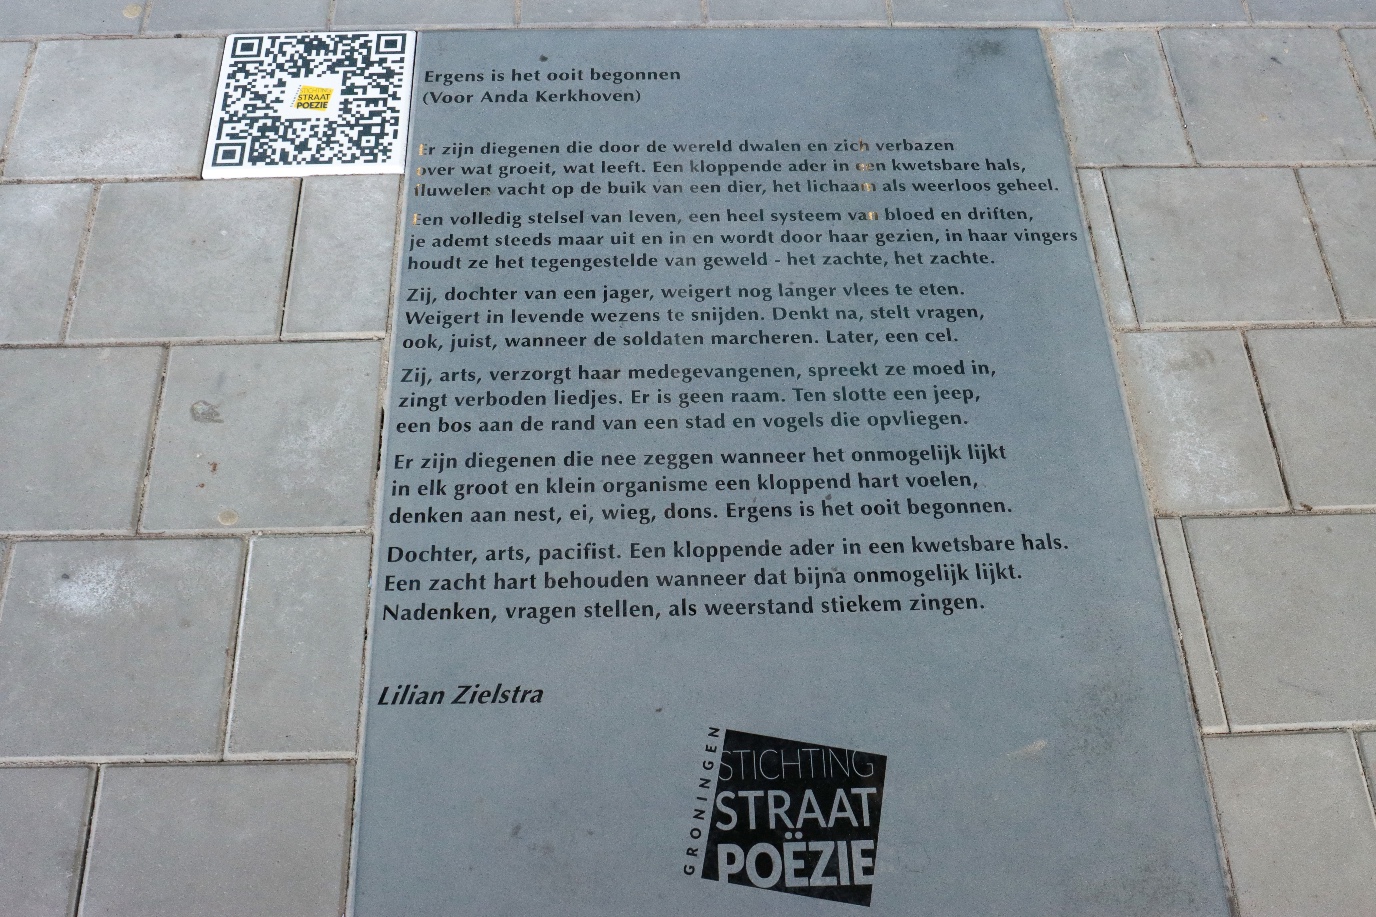 STICHTING
STRAAT
POËZIE
Ergens is het ooit begonnen
(Voor Anda Kerkhoven)
Er zijn diegenen die door de wereld dwalen en zich verbazen
over wat groeit, wat leeft. Een kloppende ader in een kwetsbare hals,
fluwelen vacht op de buik van een dier, het lichaam als weerloos geheel.
Een volledig stelsel van leven, een heel systeem van bloed en driften,
je ademt steeds maar uit en in en wordt door haar gezien, in haar vingers
houdt ze het tegengestelde van geweld - het zachte, het zachte.
Zij, dochter van een jager, weigert nog langer vlees te eten.
Weigert in levende wezens te snijden. Denkt na, stelt vragen,
ook, juist, wanneer de soldaten marcheren. Later, een cel.
Zij, arts, verzorgt haar medegevangenen, spreekt ze moed in,
zingt verboden liedjes. Er is geen raam. Ten slotte een jeep,
een bos aan de rand van een stad en vogels die opvliegen.
Er zijn diegenen die nee zeggen wanneer het onmogelijk lijkt
in elk groot en klein organisme een kloppend hart voelen,
denken aan nest, ei, wieg, dons. Ergens is het ooit begonnen.
Dochter, arts, pacifist. Een kloppende ader in een kwetsbare hals.
Een zacht hart behouden wanneer dat bijna onmogelijk lijkt.
Nadenken, vragen stellen, als weerstand stiekem zingen.
Lilian Zielstra
GRONINGEN
STICHTING
STRAAT
POËZIE